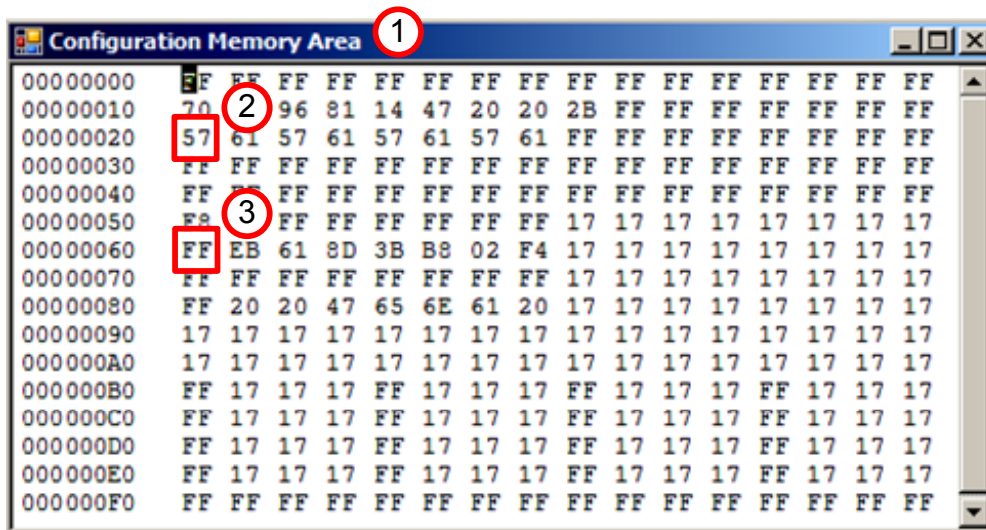 Configuration Memory Area 1
00000000 FF FF FF FF FF FF FF FF FF FF FF FF FF FF FF FF
00000010 70 2 96 81 14 47 20 20 2B FF FF FF FF FF FF FF
00000020 57 61 57 61 57 61 57 61 FF FF FF FF FF FF FF FF
00000030 FF FF FF FF FF FF FF FF FF FF FF FF FF FF FF FF
00000040 FF FF FF FF FF FF FF FF FF FF FF FF FF FF FF FF
00000050 F8 3 FF FF FF FF FF FF 17 17 17 17 17 17 17 17
00000060 FF EB 61 8D 3B B8 02 F4 17 17 17 17 17 17 17 17
00000070 FF FF FF FF FF FF FF FF 17 17 17 17 17 17 17 17
00000080 FF 20 20 47 65 6E 61 20 17 17 17 17 17 17 17 17
00000090 17 17 17 17 17 17 17 17 17 17 17 17 17 17 17 17
000000A0 17 17 17 17 17 17 17 17 17 17 17 17 17 17 17 17
000000B0 FF 17 17 17 FF 17 17 17 FF 17 17 17 FF 17 17 17
000000C0 FF 17 17 17 FF 17 17 17 FF 17 17 17 FF 17 17 17
000000D0 FF 17 17 17 FF 17 17 17 FF 17 17 17 FF 17 17 17
000000E0 FF 17 17 17 FF 17 17 17 FF 17 17 17 FF 17 17 17
000000F0 FF FF FF FF FF FF FF FF FF FF FF FF FF FF FF FF